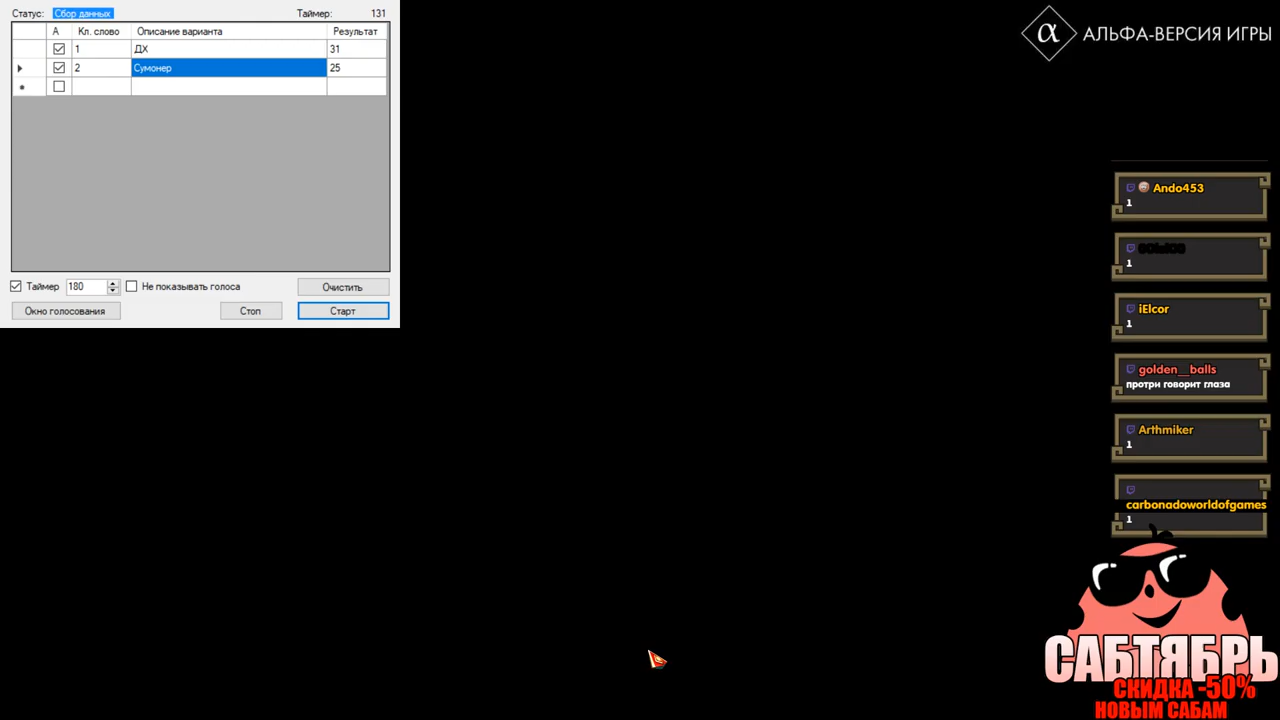 Статус: Сбор данных Таймер: 131
А Кл. слово Описание варианта Результат
1 ДХ 31
2 Сумонер 25
Таймер 180 Не показывать голоса Очистить
Окно голосования Стоп Старт
α АЛЬФА-ВЕРСИЯ ИГРЫ
Ando453
1
1
iElcor
1
golden__balls
протри говорит глаза
Arthmiker
1
carbonadoworldofgames
1
САБТЯБРЬ
СКИДКА -50%
НОВЫМ САБАМ